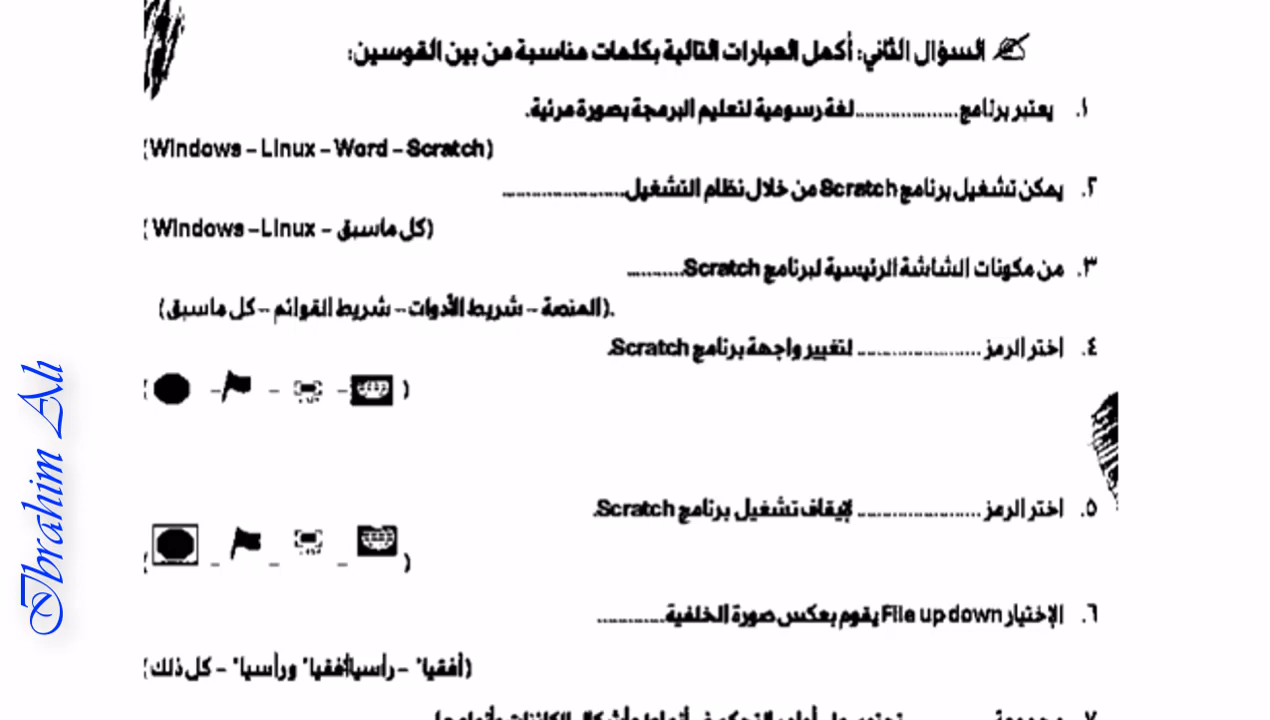 السؤال الثاني: أكمل العبارات التالية بكلمات مناسبة من بين القوسين:
١. يعتبر برنامج .................... لغة رسومية لتعليم البرمجة بصورة مرئية.
(Windows – Linux – Word – Scratch)
٢. يمكن تشغيل برنامج Scratch من خلال نظام التشغيل........................
(Windows –Linux – كل ماسبق)
٣. من مكونات الشاشة الرئيسية لبرنامج Scratch...........
(المنصة – شريط الأدوات – شريط القوائم – كل ماسبق).
٤. اختر الرمز ........................ لتغيير واجهة برنامج Scratch.
( – – – )
٥. اختر الرمز ........................ لإيقاف تشغيل برنامج Scratch.
( – – – )
٦. الإختيار File up down يقوم بعكس صورة الخلفية.............
(أفقيا" – رأسياأفقيا" ورأسيا" – كل ذلك)
Ibrahim Ali